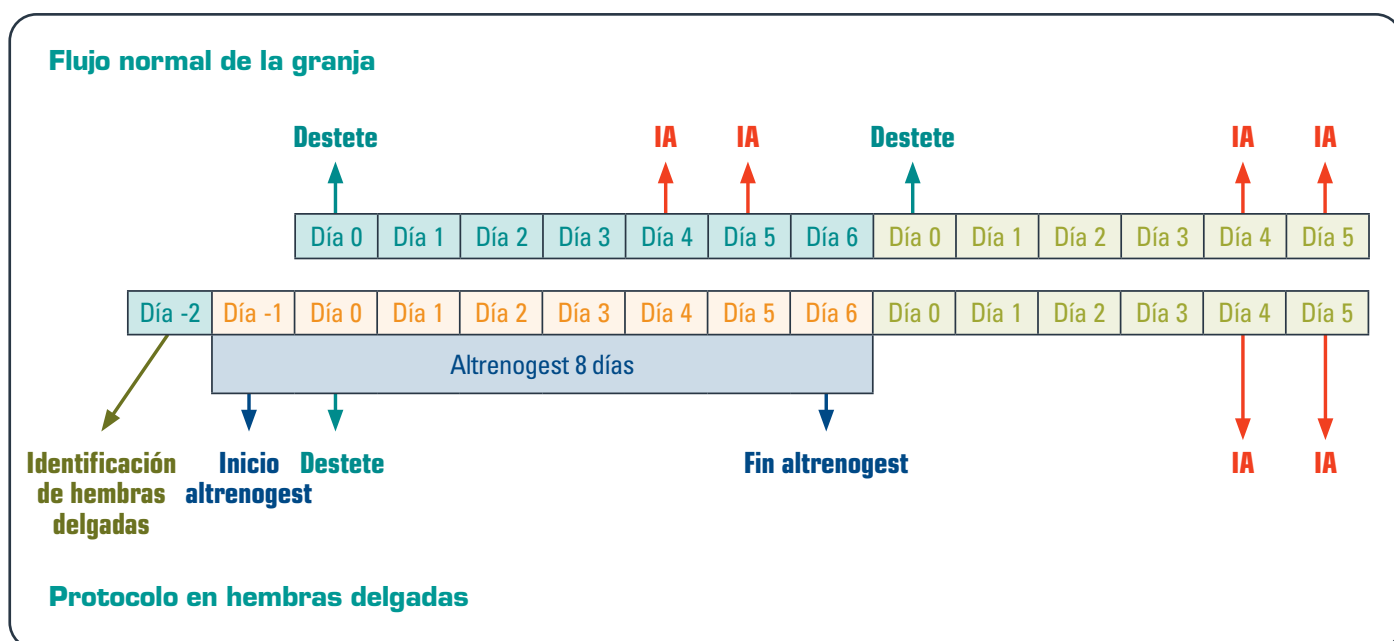 Flujo normal de la granja
Destete IA IA Destete IA IA
Día 0 Día 1 Día 2 Día 3 Día 4 Día 5 Día 6 Día 0 Día 1 Día 2 Día 3 Día 4 Día 5
Día -2 Día -1 Día 0 Día 1 Día 2 Día 3 Día 4 Día 5 Día 6 Día 0 Día 1 Día 2 Día 3 Día 4 Día 5
Altrenogest 8 días
Identificación
de hembras
delgadas
Inicio
altrenogest
Destete
Fin altrenogest
IA IA
Protocolo en hembras delgadas